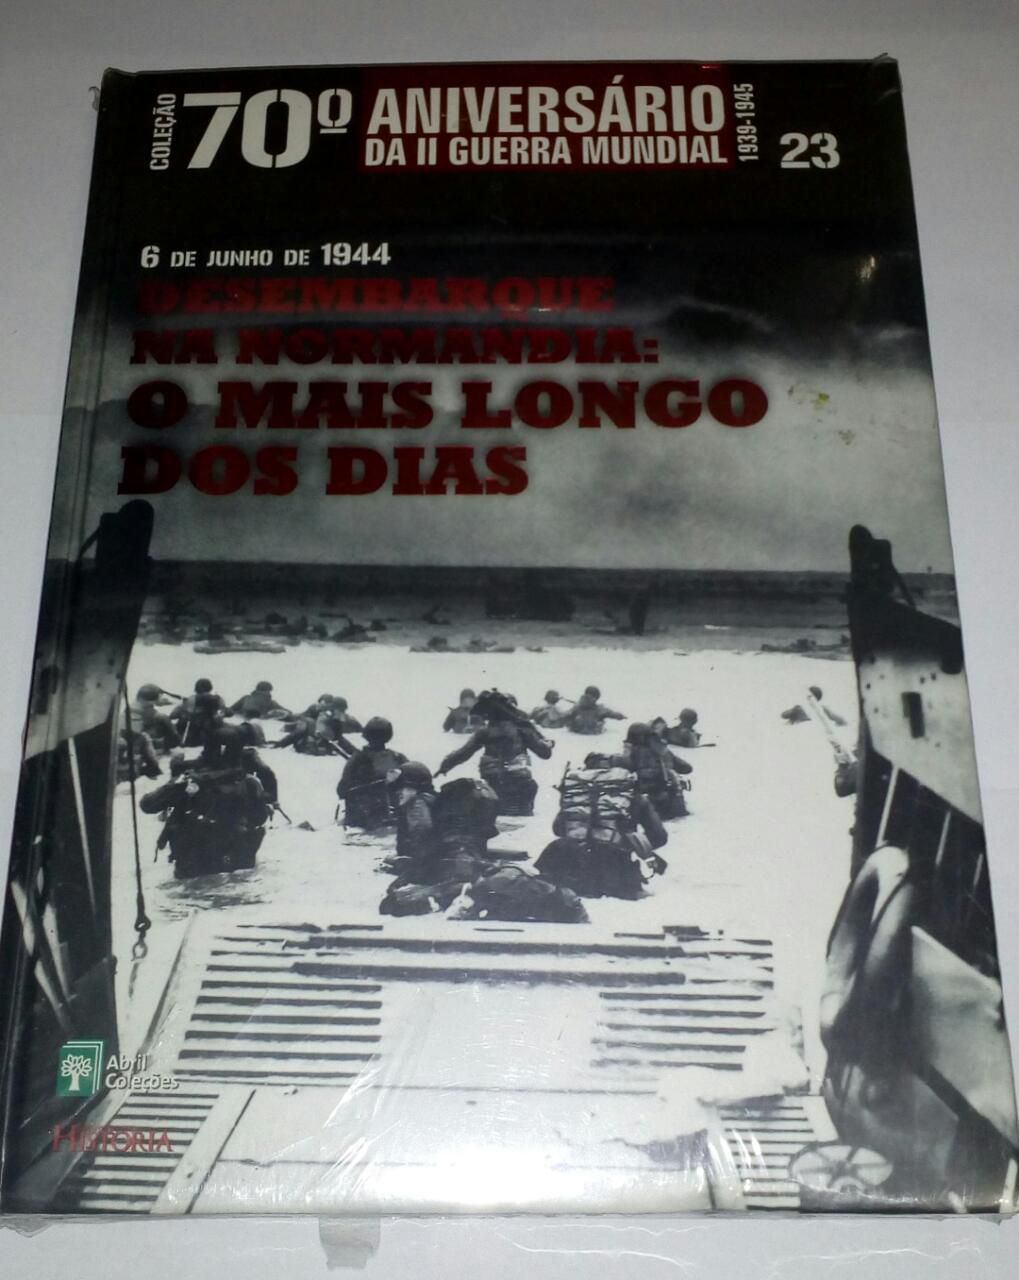 COLEÇÃO
70º
ANIVERSÁRIO
DA II GUERRA MUNDIAL
1939-1945
23
6 DE JUNHO DE 1944
DESEMBARQUE
NA NORMANDIA:
O MAIS LONGO
DOS DIAS
Abril
Coleções
HISTÓRIA